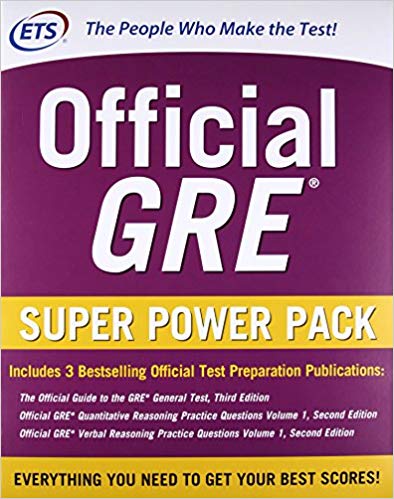 ETS® The People Who Make the Test!
Official
GRE®
SUPER POWER PACK
Includes 3 Bestselling Official Test Preparation Publications:
The Official Guide to the GRE® General Test, Third Edition
Official GRE® Quantitative Reasoning Practice Questions Volume 1, Second Edition
Official GRE® Verbal Reasoning Practice Questions Volume 1, Second Edition
EVERYTHING YOU NEED TO GET YOUR BEST SCORES!